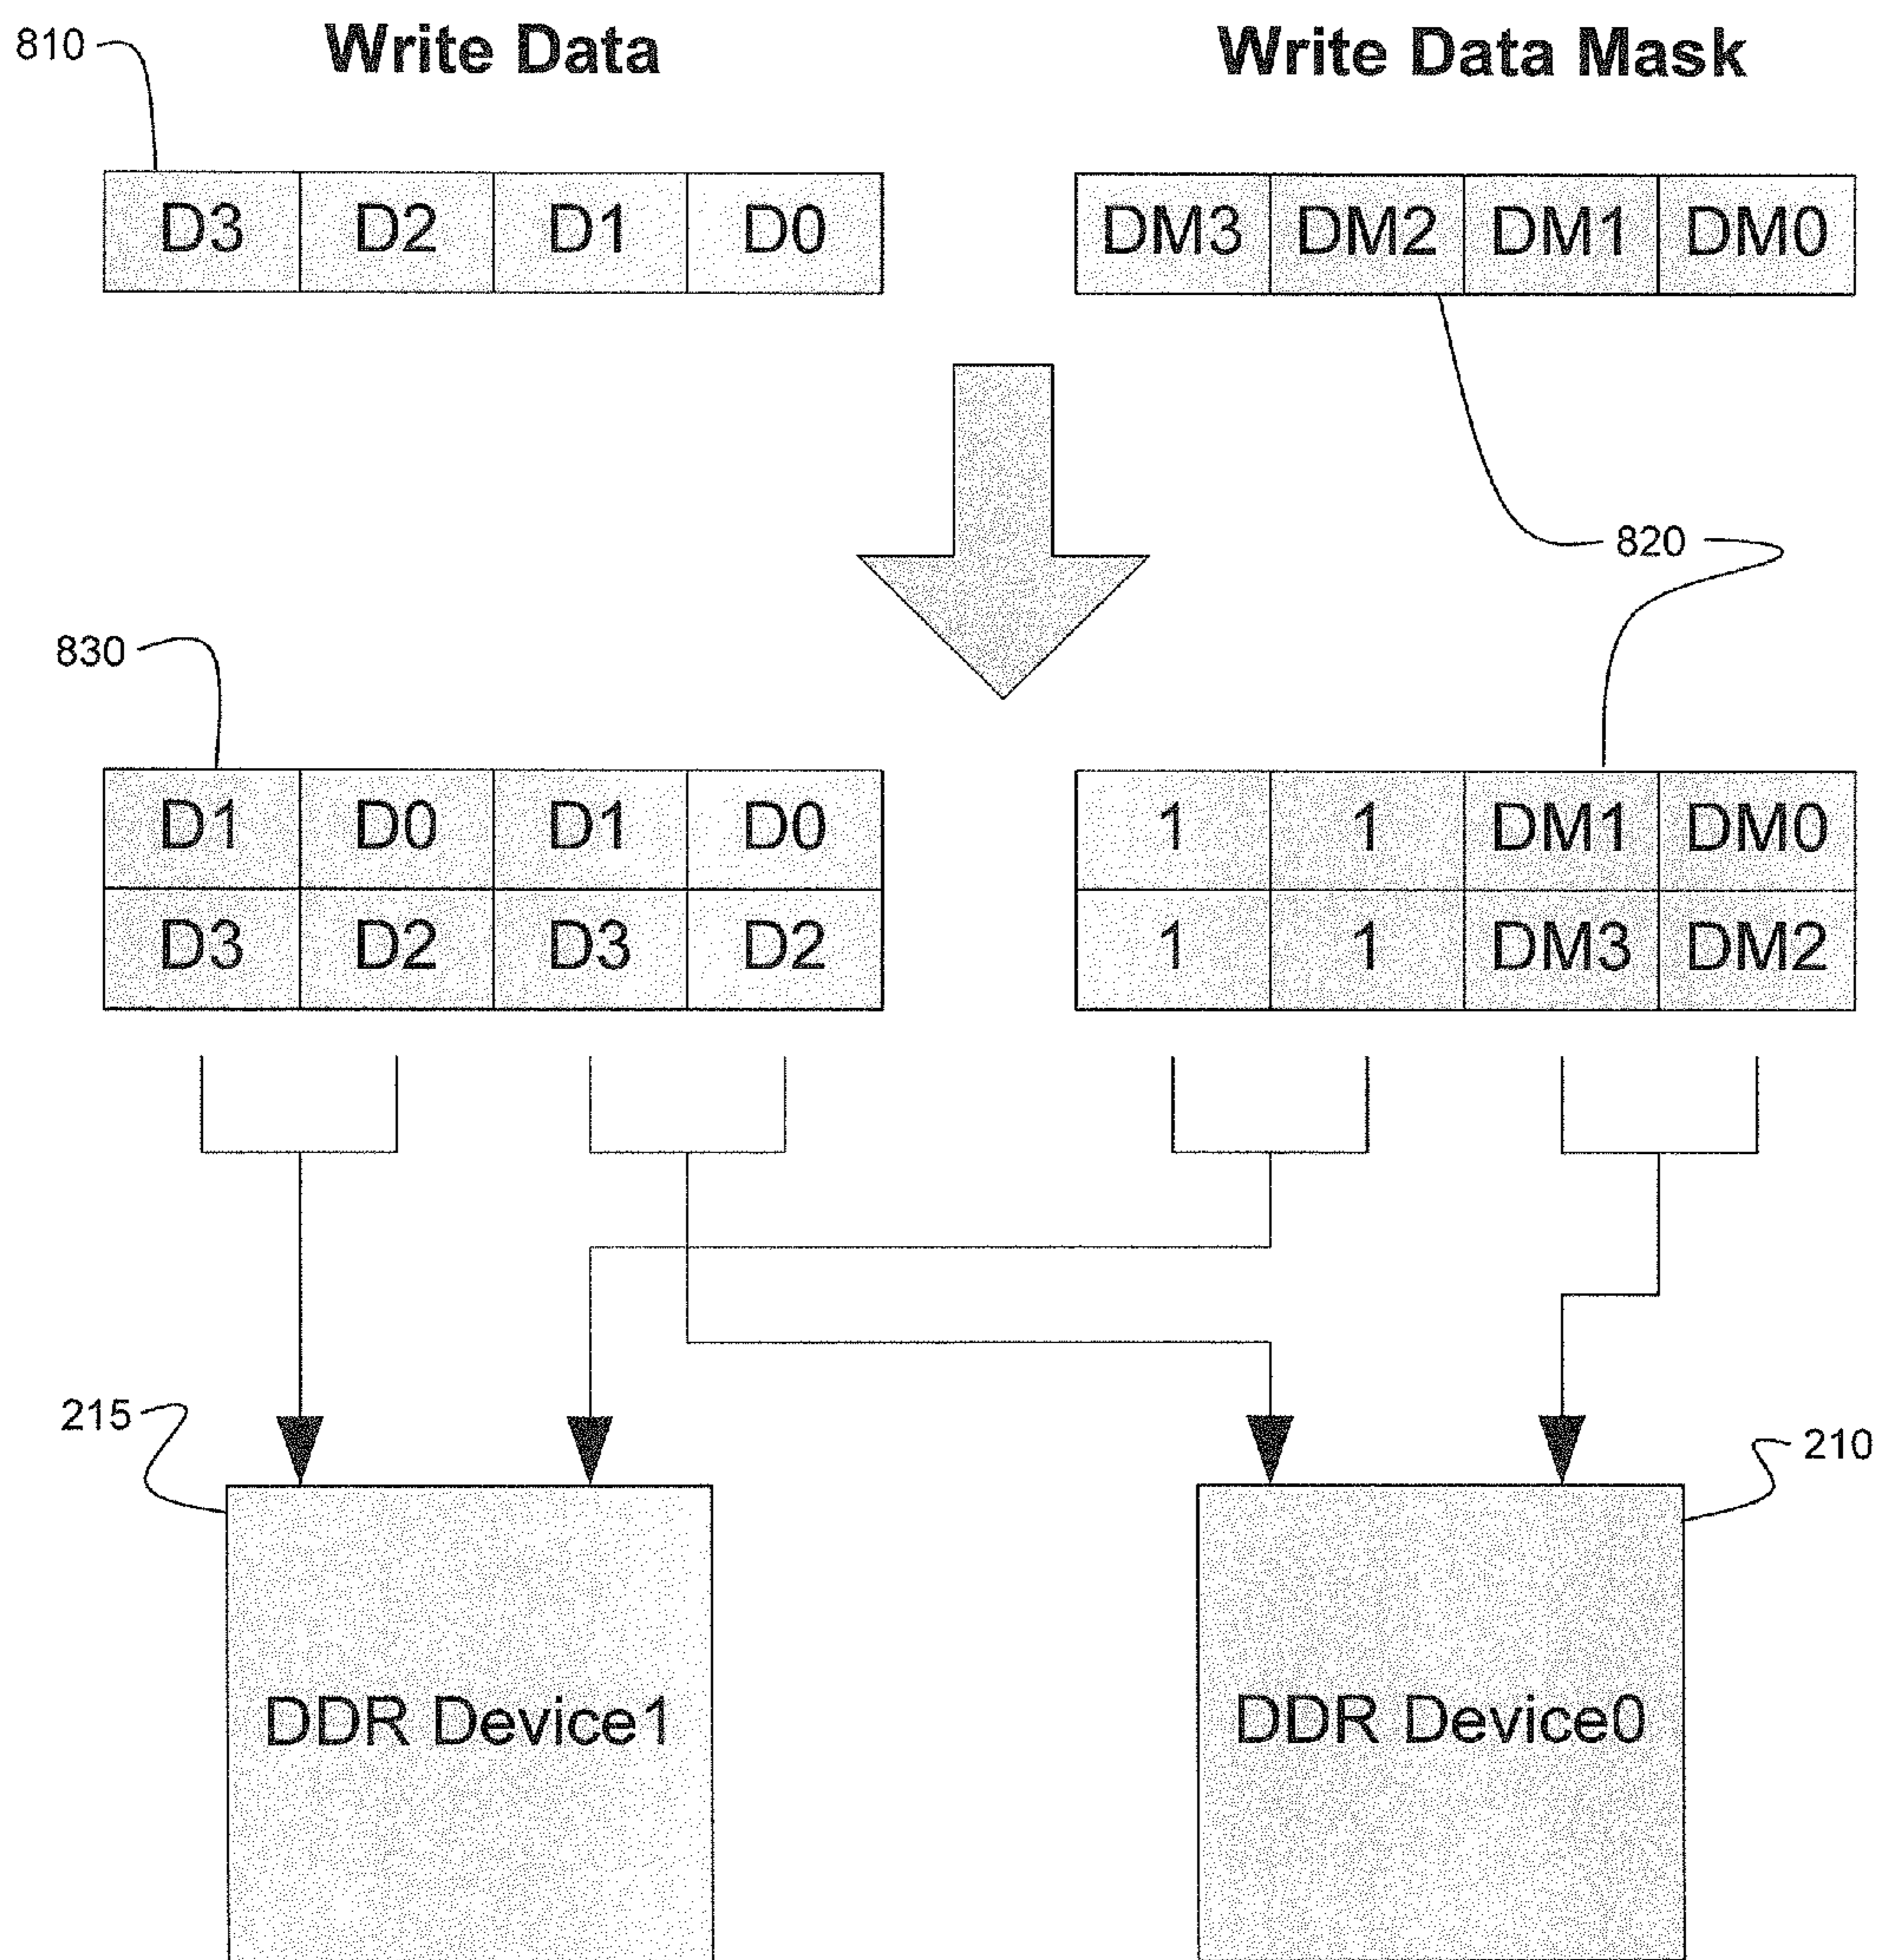 810 Write Data Write Data Mask
D3 D2 D1 D0 DM3 DM2 DM1 DM0
820
830
D1 D0 D1 D0 1 1 DM1 DM0
D3 D2 D3 D2 1 1 DM3 DM2
215 210
DDR Device1 DDR Device0